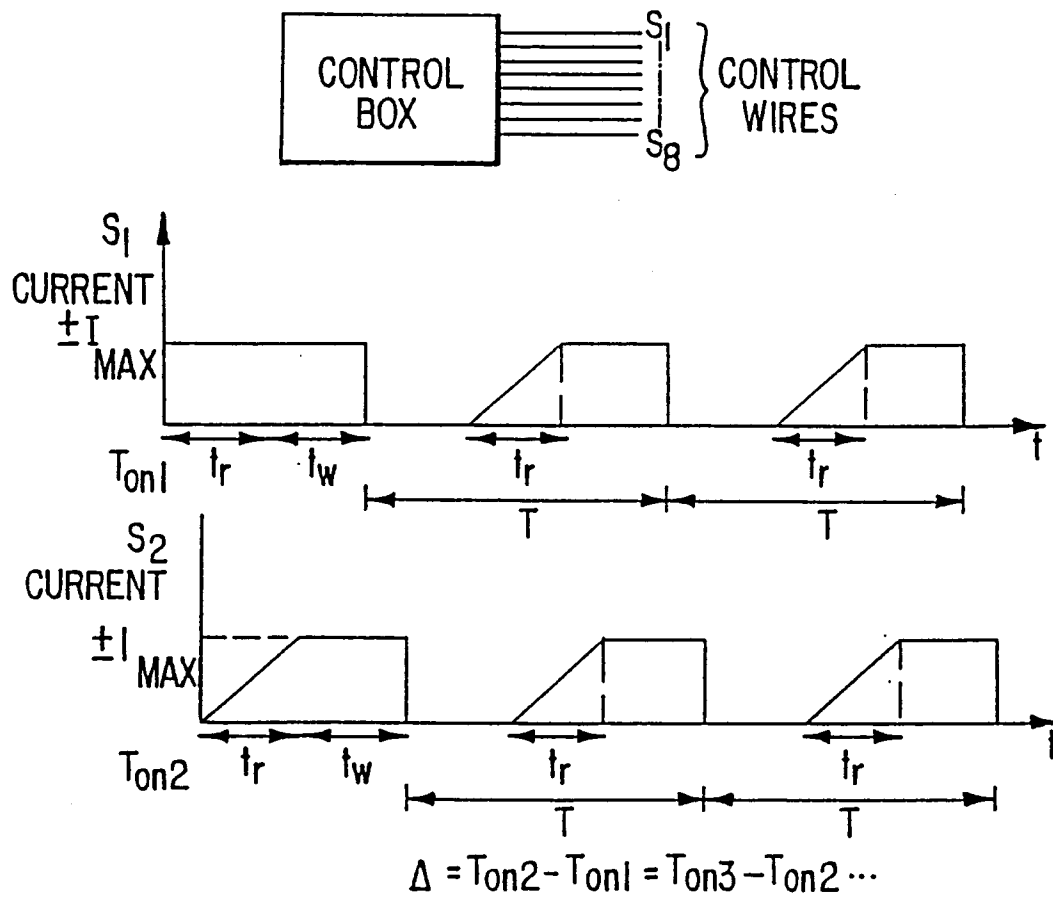 CONTROL BOX
S1
S8
CONTROL WIRES
S1
CURRENT
±I MAX
t
tr
tw
tr
tr
Ton1
T
T
S2
CURRENT
±I MAX
t
tr
tw
tr
tr
Ton2
T
T
Δ = Ton2 - Ton1 = Ton3 - Ton2 ...